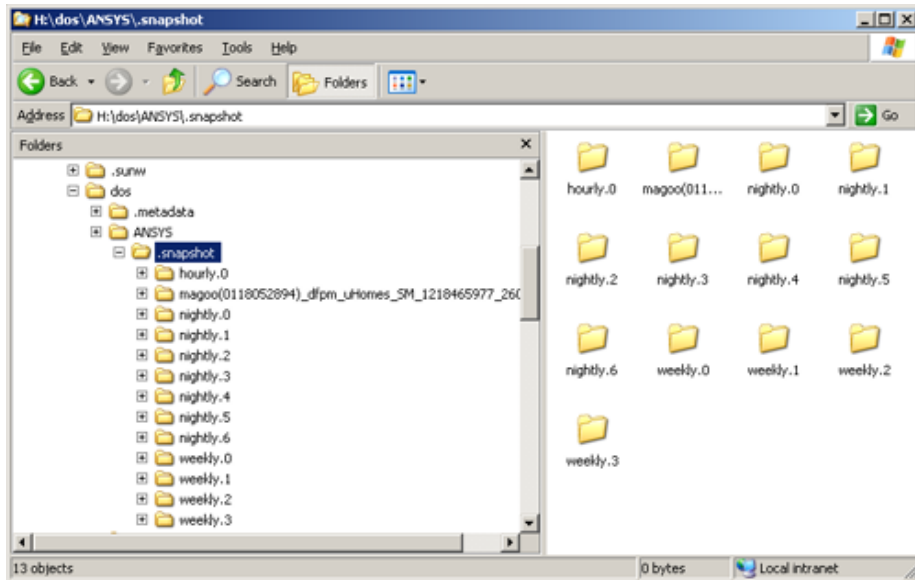 H:\dos\ANSYS\.snapshot
File Edit View Favorites Tools Help
Back Search Folders
Address H:\dos\ANSYS\.snapshot Go
Folders
.sunw
dos
.metadata
ANSYS
.snapshot
hourly.0
magoo(0118052894)_dfpm_uHomes_SM_1218465977_260
nightly.0
nightly.1
nightly.2
nightly.3
nightly.4
nightly.5
nightly.6
weekly.0
weekly.1
weekly.2
weekly.3
hourly.0 magoo(011... nightly.0 nightly.1
nightly.2 nightly.3 nightly.4 nightly.5
nightly.6 weekly.0 weekly.1 weekly.2
weekly.3
13 objects 0 bytes Local intranet